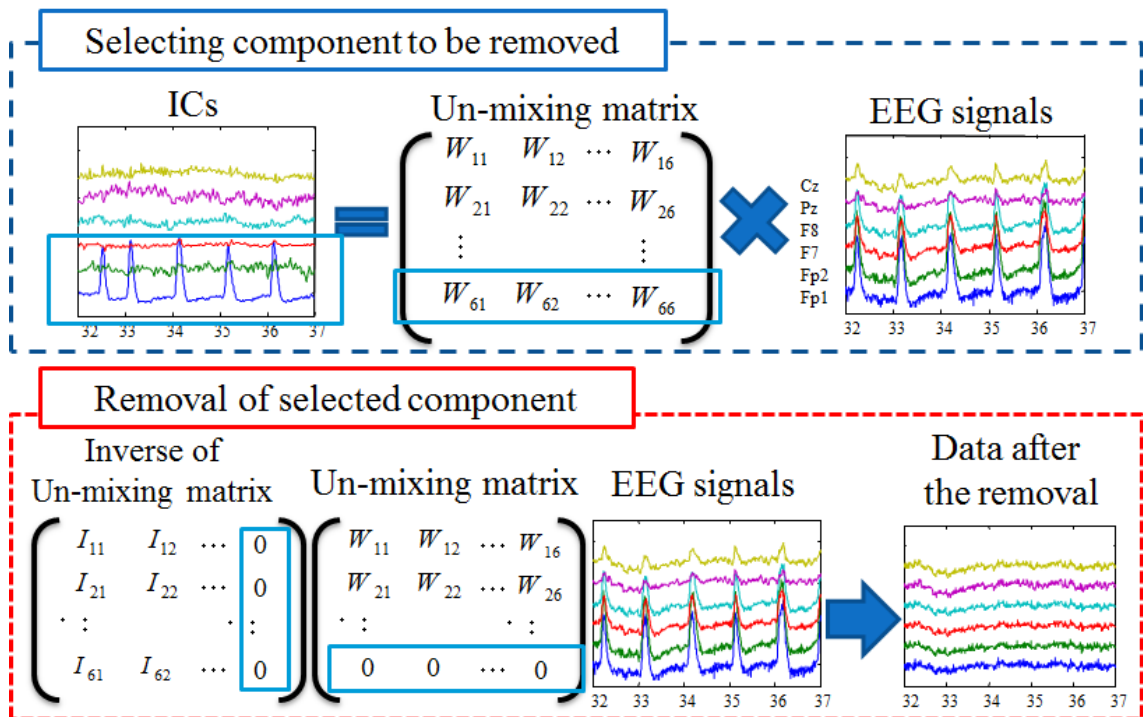 Selecting component to be removed
ICs
Un-mixing matrix
EEG signals
W11 W12 ... W16
W21 W22 ... W26
⋮ ⋮
W61 W62 ... W66
Cz
Pz
F8
F7
Fp2
Fp1
32 33 34 35 36 37
32 33 34 35 36 37
Removal of selected component
Inverse of
Un-mixing matrix
Un-mixing matrix
EEG signals
Data after
the removal
I11 I12 ... 0
I21 I22 ... 0
⋮ ⋮
I61 I62 ... 0
W11 W12 ... W16
W21 W22 ... W26
⋮ ⋮
0 0 ... 0
32 33 34 35 36 37
32 33 34 35 36 37